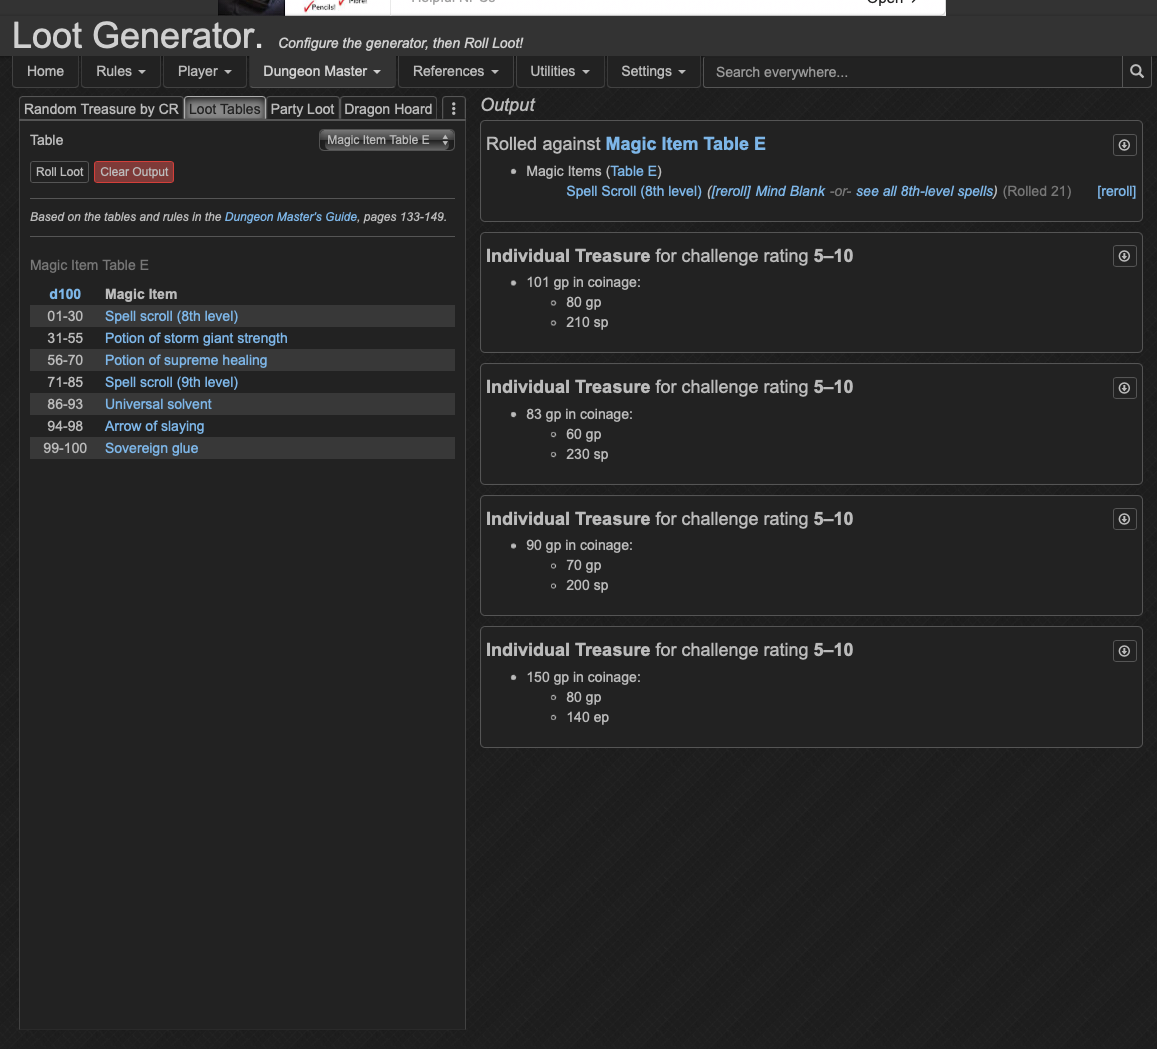 Pencils!
Open
Loot Generator. Configure the generator, then Roll Loot!
Home Rules Player Dungeon Master References Utilities Settings Search everywhere...
Random Treasure by CR Loot Tables Party Loot Dragon Hoard
Table Magic Item Table E
Roll Loot Clear Output
Based on the tables and rules in the Dungeon Master's Guide, pages 133-149.
Magic Item Table E
d100 Magic Item
01-30 Spell scroll (8th level)
31-55 Potion of storm giant strength
56-70 Potion of supreme healing
71-85 Spell scroll (9th level)
86-93 Universal solvent
94-98 Arrow of slaying
99-100 Sovereign glue
Output
Rolled against Magic Item Table E
• Magic Items (Table E)
Spell Scroll (8th level) ([reroll] Mind Blank -or- see all 8th-level spells) (Rolled 21) [reroll]
Individual Treasure for challenge rating 5–10
• 101 gp in coinage:
◦ 80 gp
◦ 210 sp
Individual Treasure for challenge rating 5–10
• 83 gp in coinage:
◦ 60 gp
◦ 230 sp
Individual Treasure for challenge rating 5–10
• 90 gp in coinage:
◦ 70 gp
◦ 200 sp
Individual Treasure for challenge rating 5–10
• 150 gp in coinage:
◦ 80 gp
◦ 140 ep